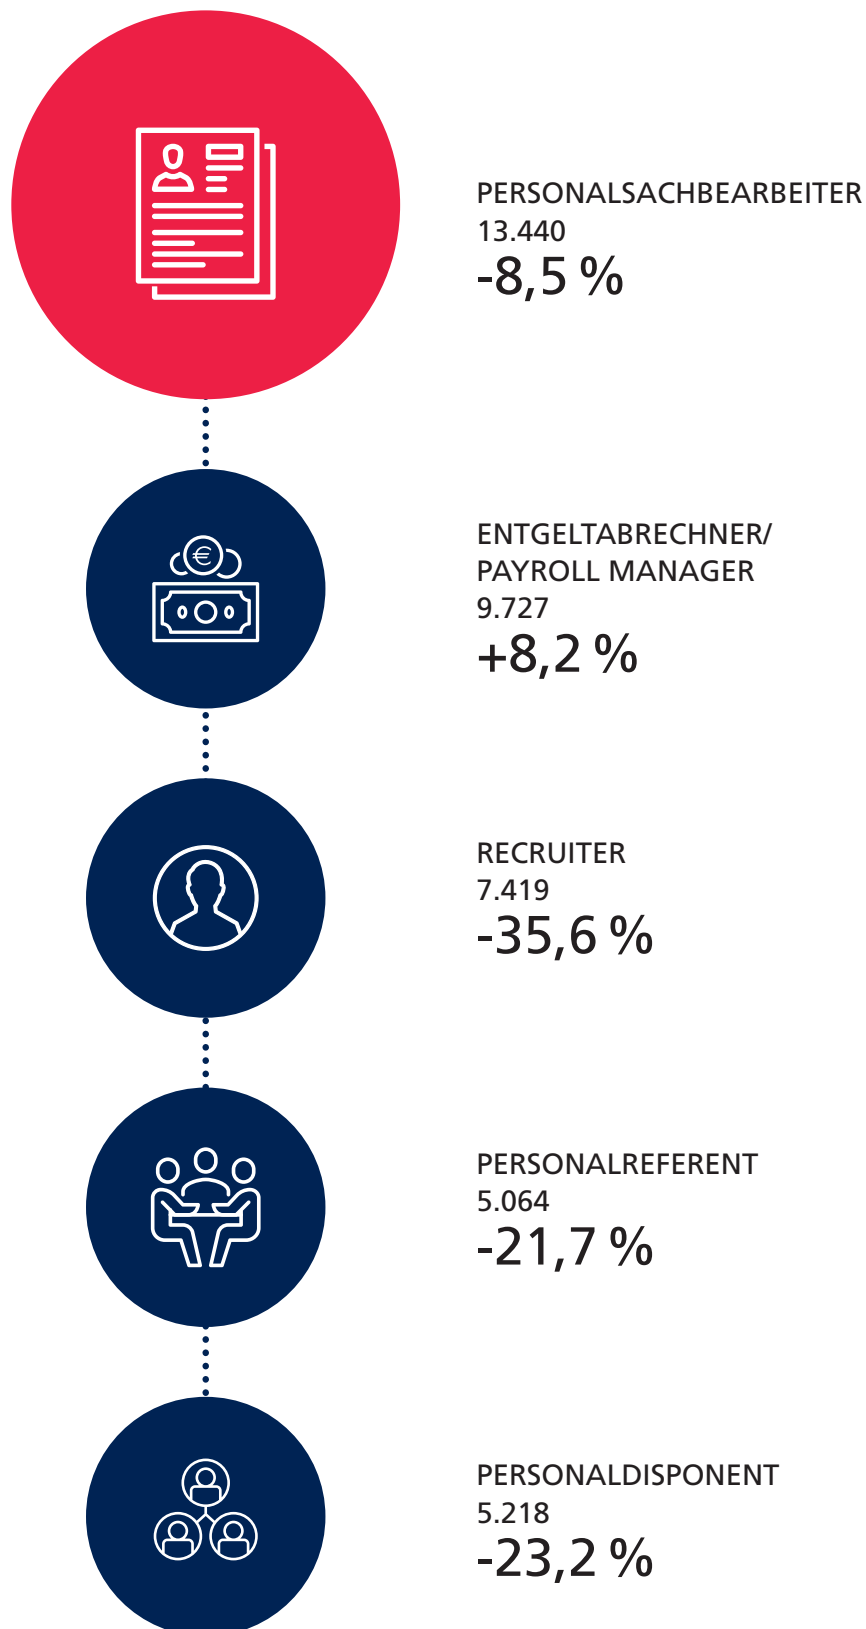 PERSONALSACHBEARBEITER
13.440
-8,5 %
€
ENTGELTABRECHNER/
PAYROLL MANAGER
9.727
+8,2 %
RECRUITER
7.419
-35,6 %
PERSONALREFERENT
5.064
-21,7 %
PERSONALDISPONENT
5.218
-23,2 %